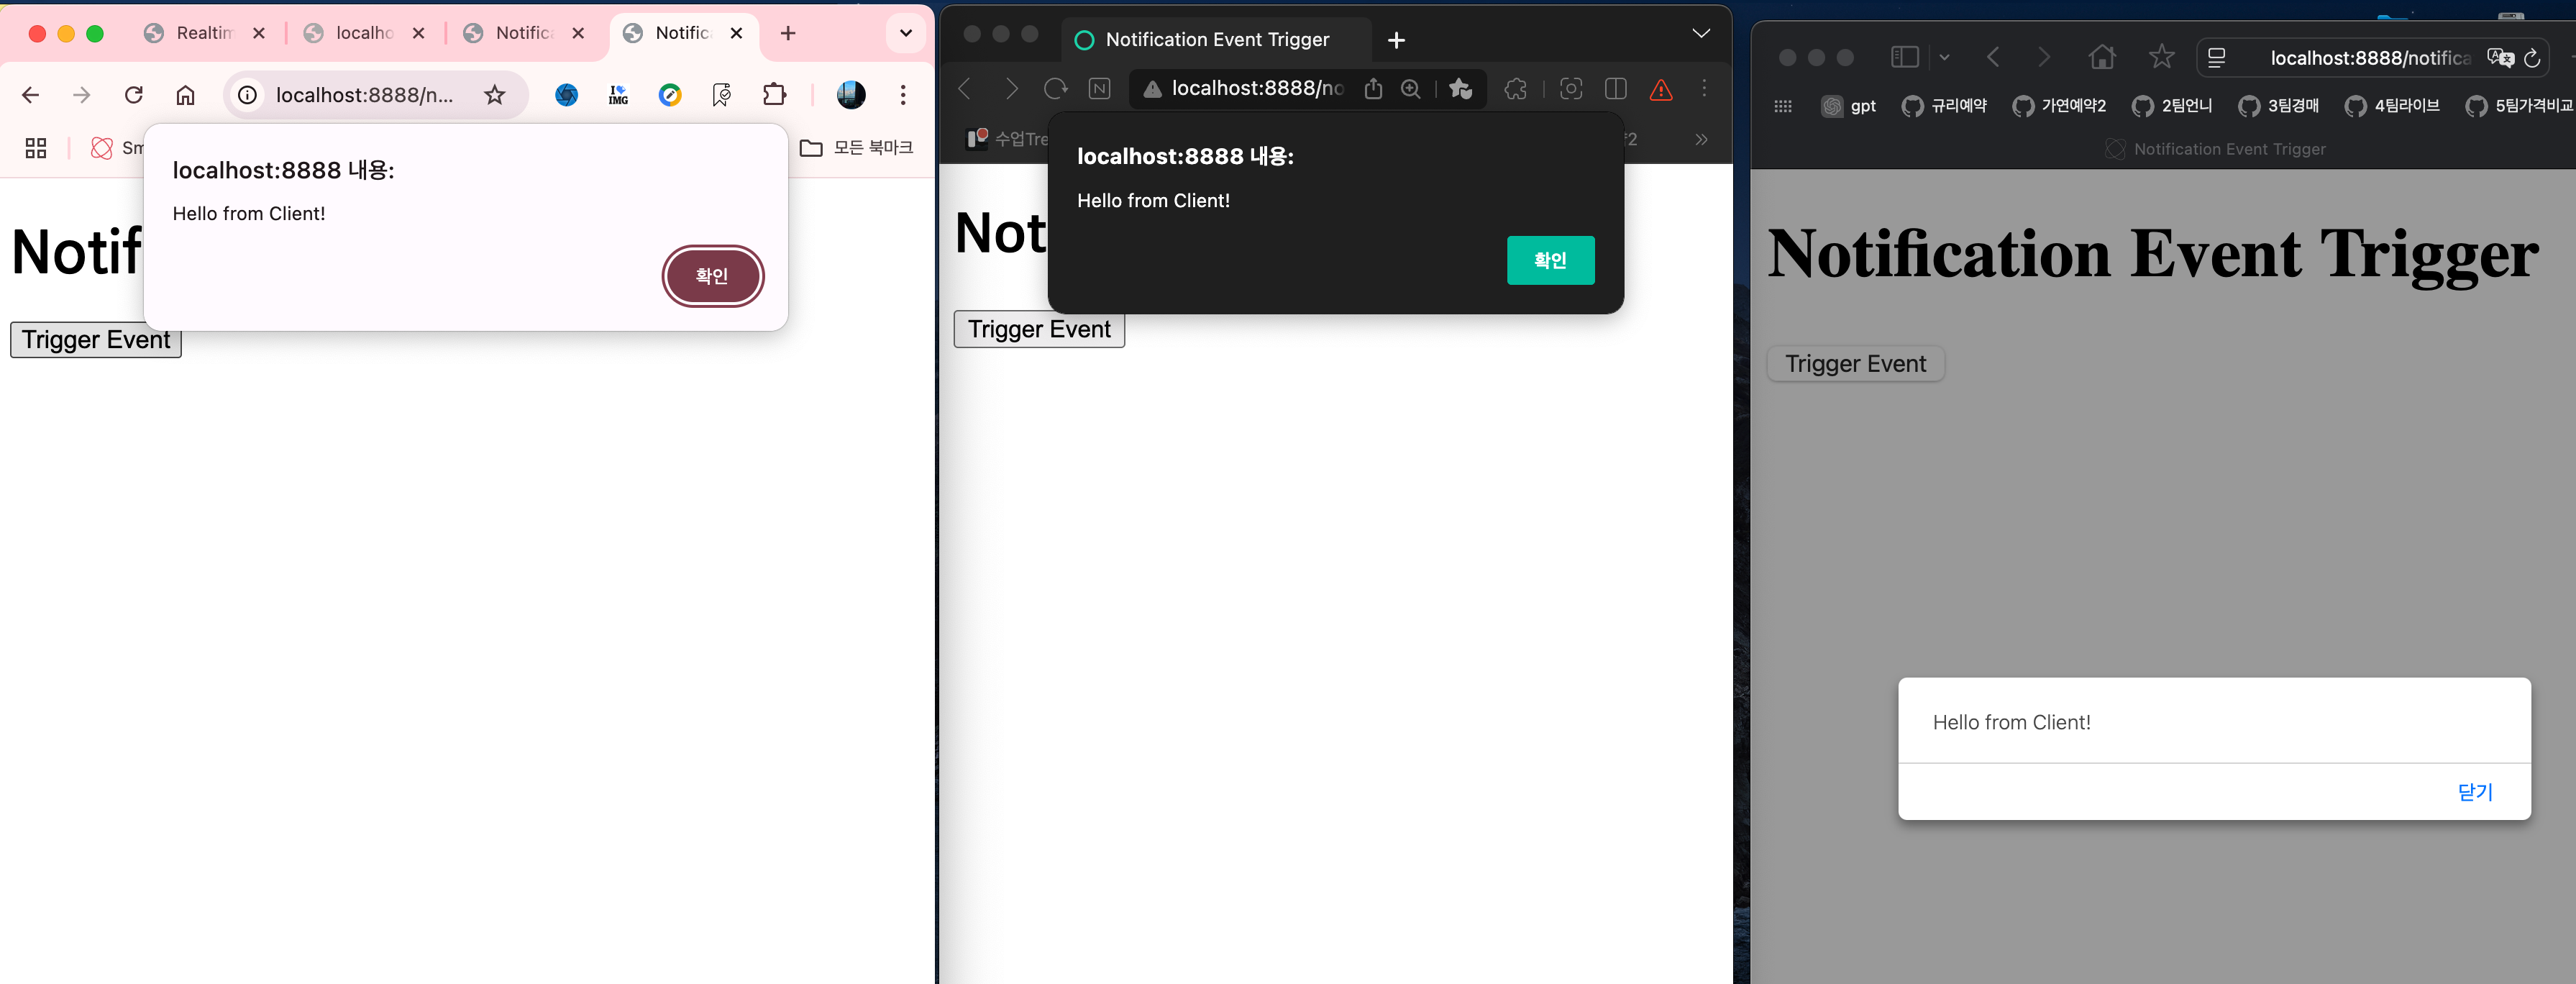 Realtim
localho
Notific
Notific
localhost:8888/n...
Sm
모든 북마크
localhost:8888 내용:
Hello from Client!
확인
Notif
Trigger Event
Notification Event Trigger
N
localhost:8888/no
수업Tre
2
localhost:8888 내용:
Hello from Client!
확인
Not
Trigger Event
localhost:8888/notifica
gpt
규리예약
가연예약2
2팀언니
3팀경매
4팀라이브
5팀가격비교
Notification Event Trigger
Notification Event Trigger
Trigger Event
Hello from Client!
닫기